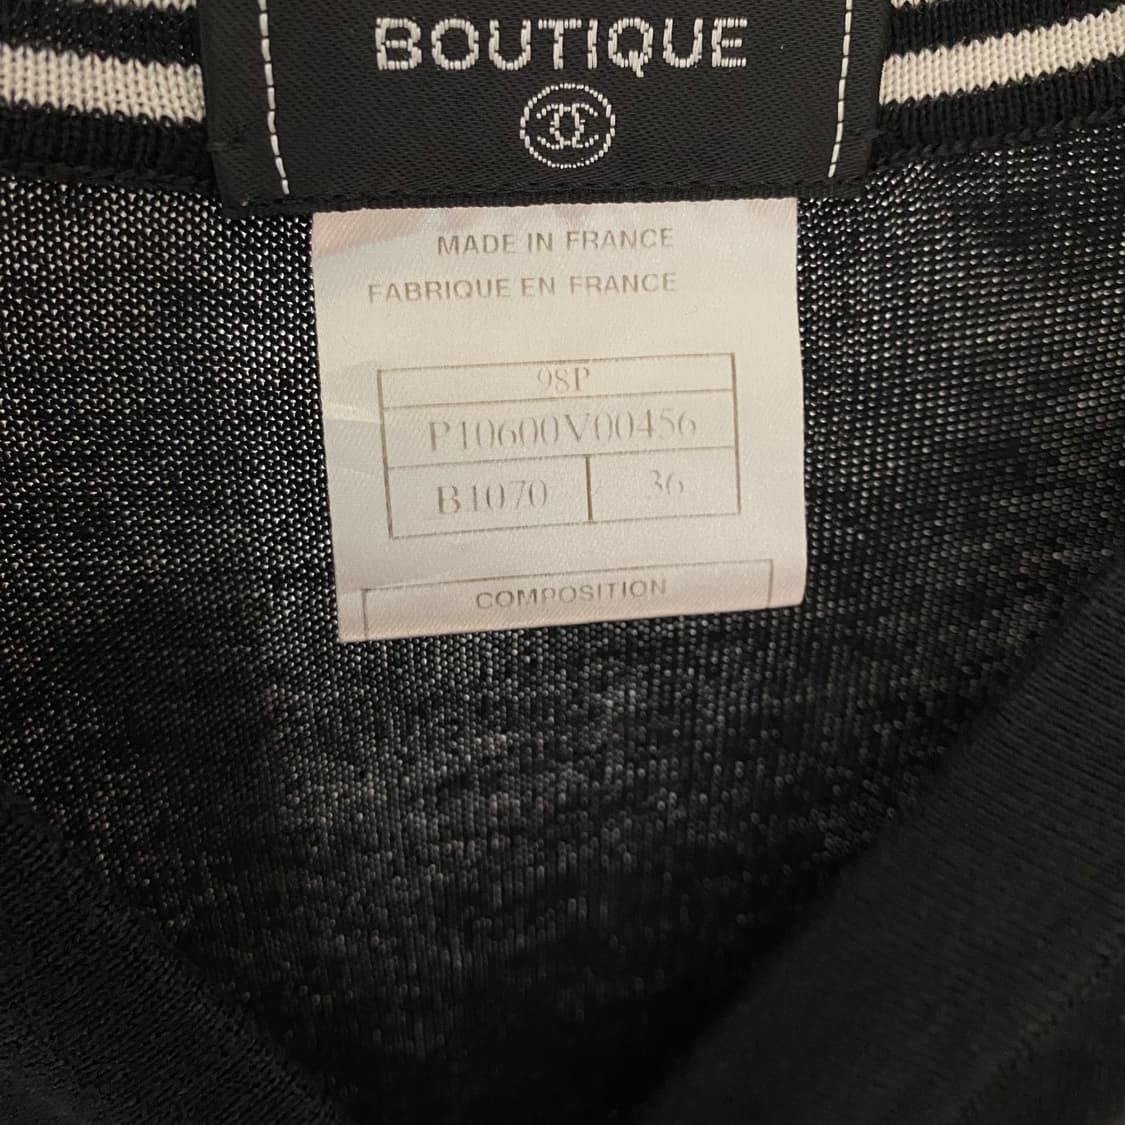 BOUTIQUE
MADE IN FRANCE
FABRIQUE EN FRANCE
98P
P10600V00456
B1070 36
COMPOSITION